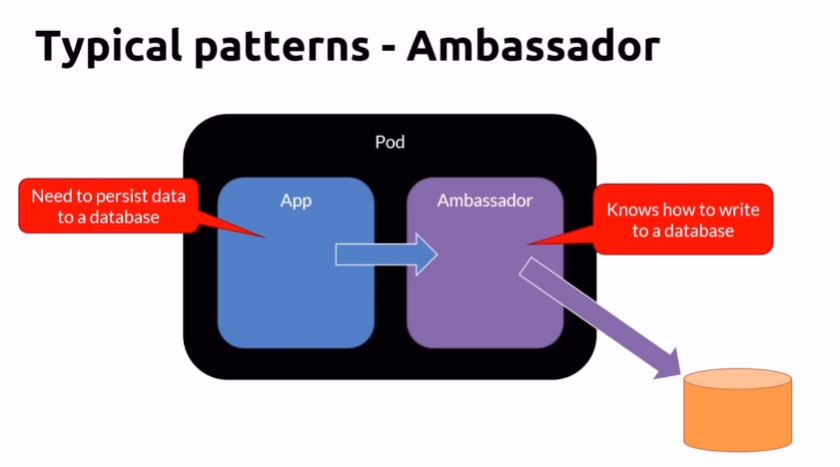 Typical patterns - Ambassador
Pod
Need to persist data
to a database
App
Ambassador
Knows how to write
to a database